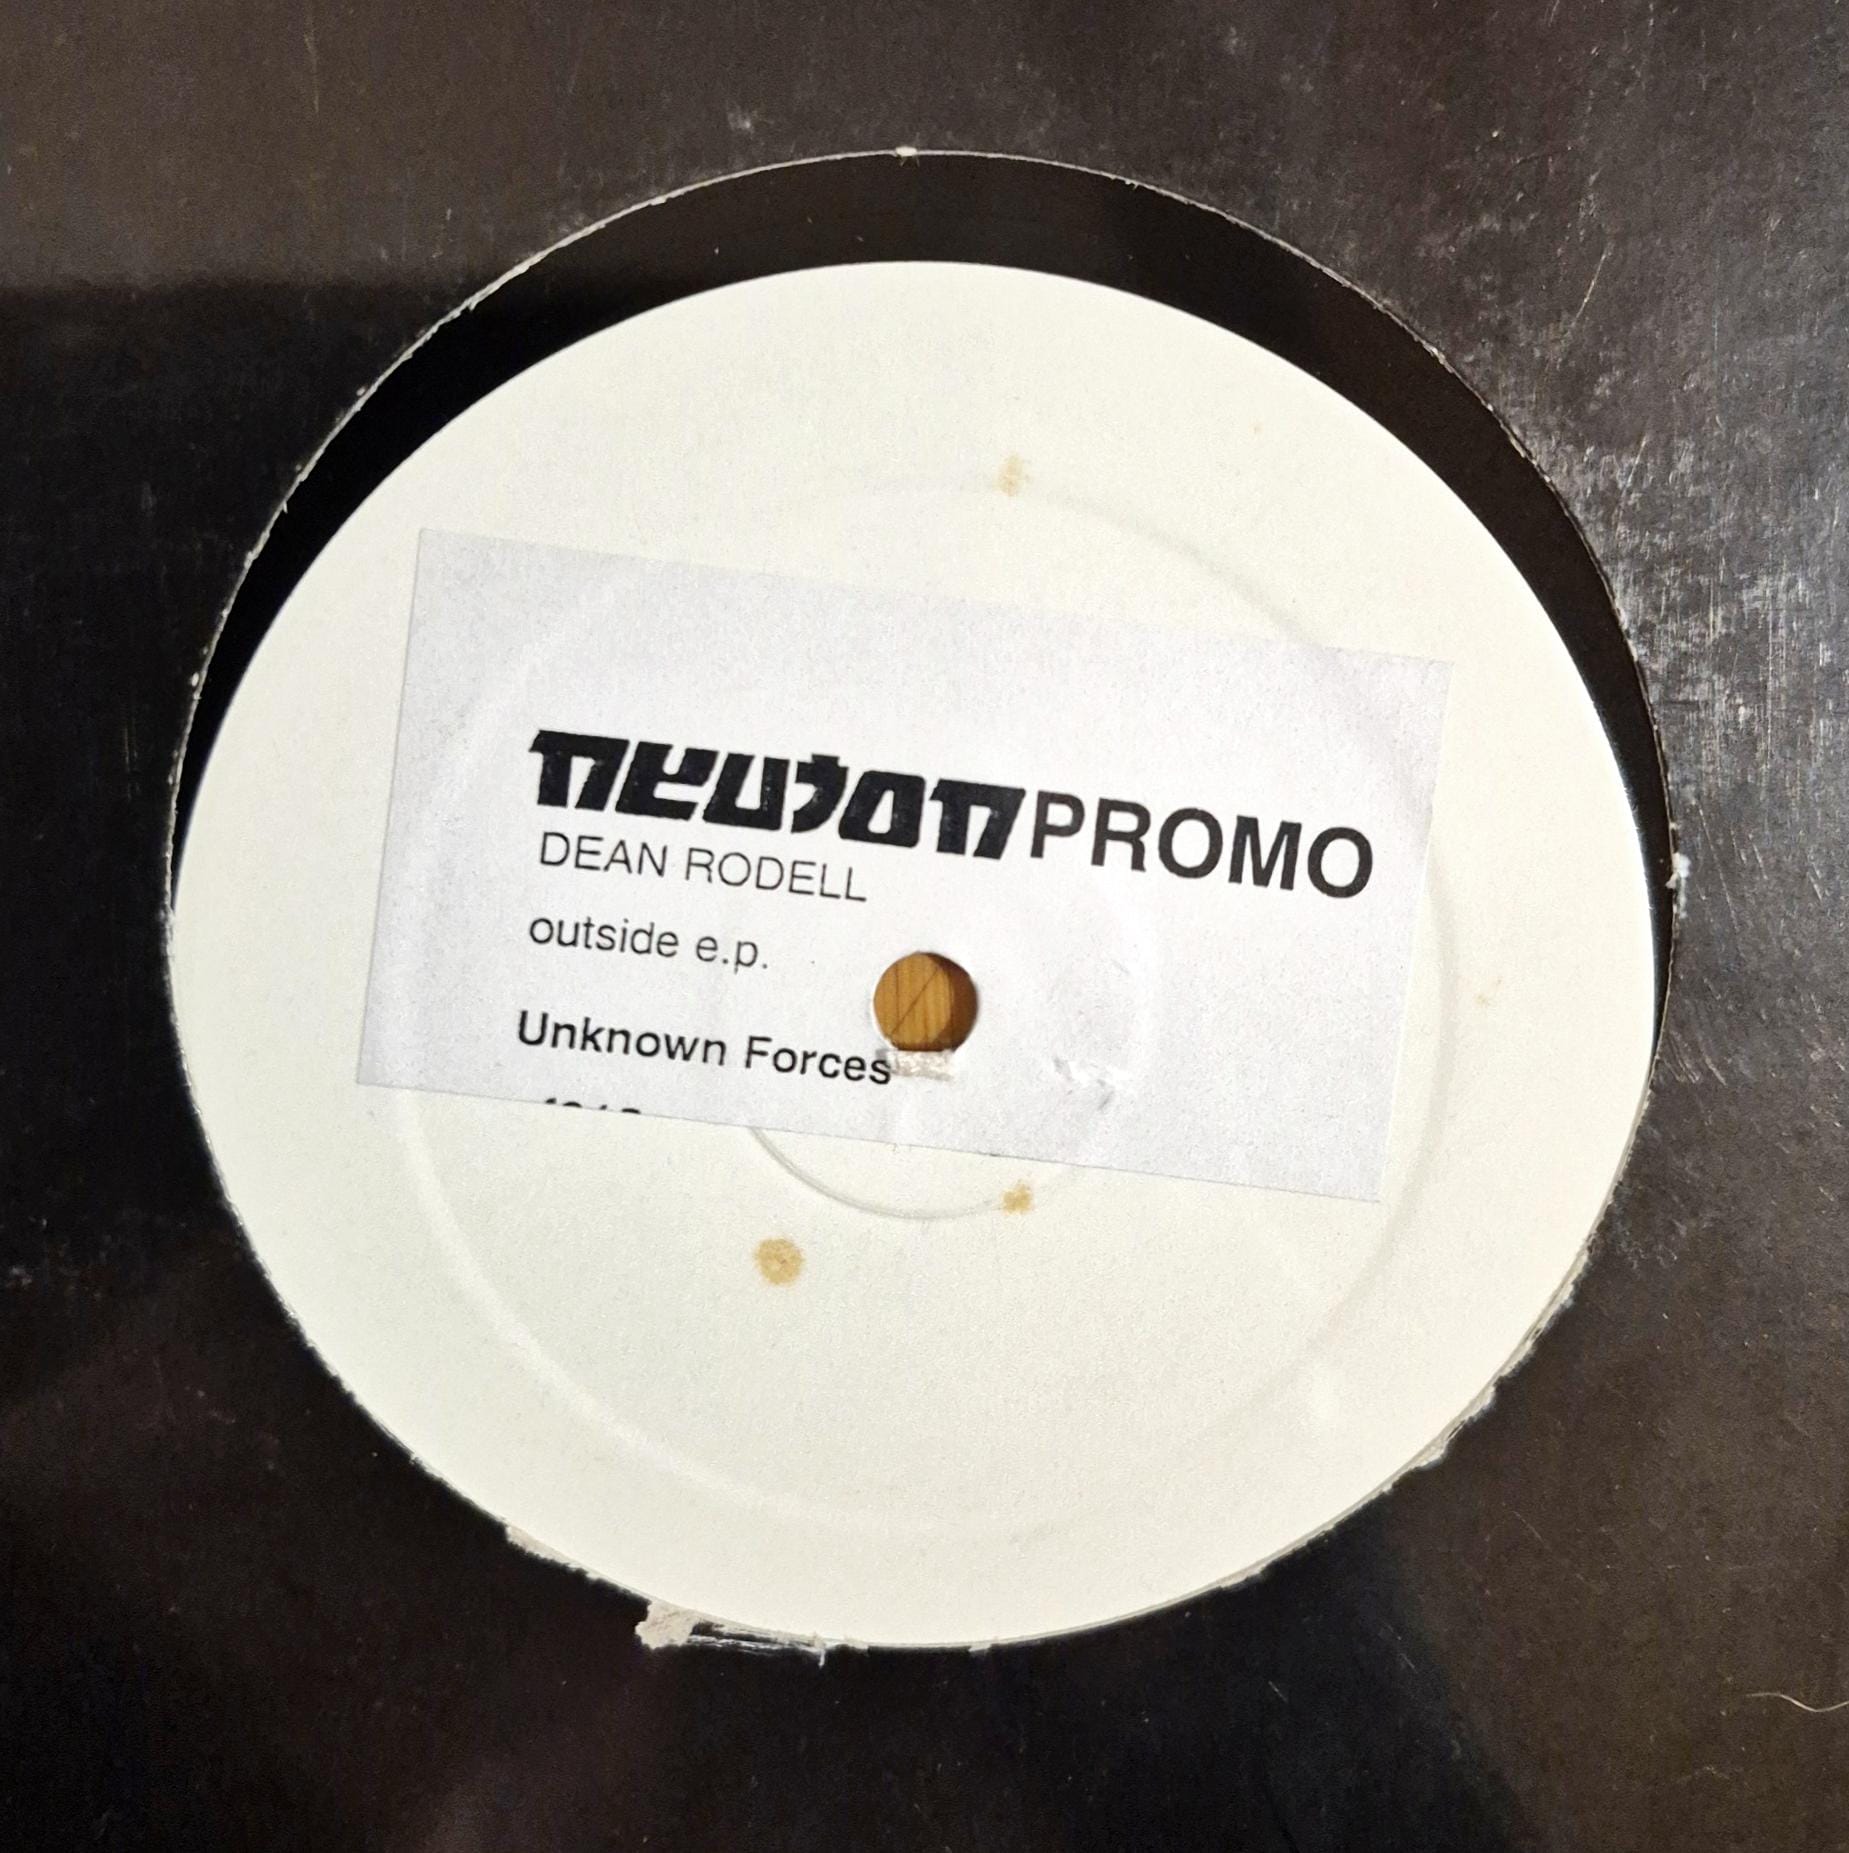 neutonPROMO
DEAN RODELL
outside e.p.
Unknown Forces